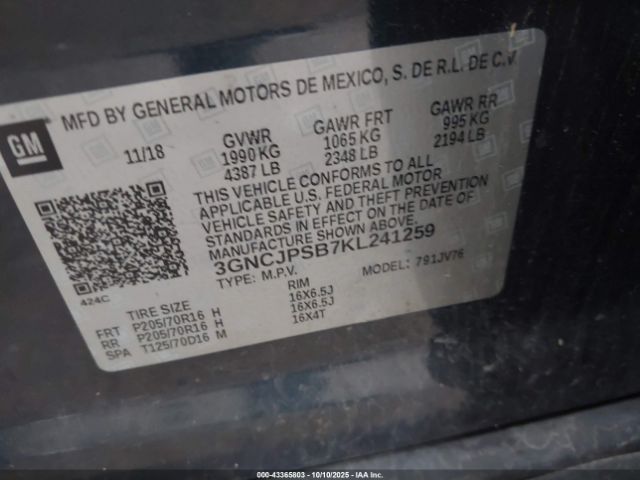 MFD BY GENERAL MOTORS DE MEXICO, S. DE R.L. DE C.V.
GM
11/18 GVWR GAWR FRT GAWR RR
1990 KG 1065 KG 995 KG
4387 LB 2348 LB 2194 LB
THIS VEHICLE CONFORMS TO ALL
APPLICABLE U.S. FEDERAL MOTOR
VEHICLE SAFETY AND THEFT PREVENTION
STANDARDS IN EFFECT ON THE DATE OF
MANUFACTURE SHOWN ABOVE.
3GNCJPSB7KL241259
424C TYPE: M.P.V. MODEL: 791JV76
TIRE SIZE RIM
FRT P205/70R16 H 16X6.5J
RR P205/70R16 H 16X6.5J
SPA T125/70D16 M 16X4T
000-43365803 - 10/10/2025 - IAA Inc.